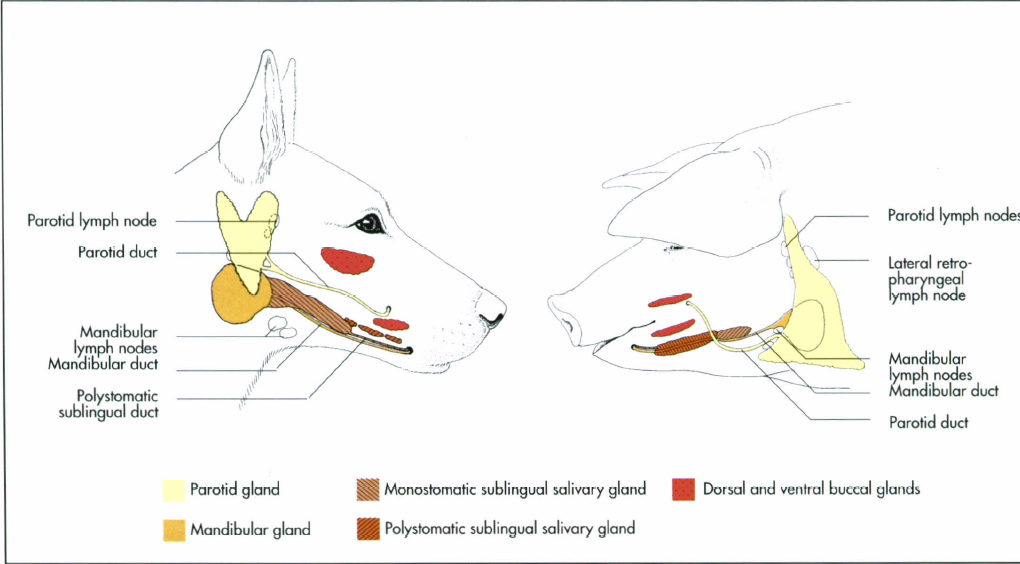 Parotid lymph node
Parotid duct
Mandibular
lymph nodes
Mandibular duct
Polystomatic
sublingual duct
Parotid lymph nodes
Lateral retro-
pharyngeal
lymph node
Mandibular
lymph nodes
Mandibular duct
Parotid duct
Parotid gland
Monostomatic sublingual salivary gland
Dorsal and ventral buccal glands
Mandibular gland
Polystomatic sublingual salivary gland